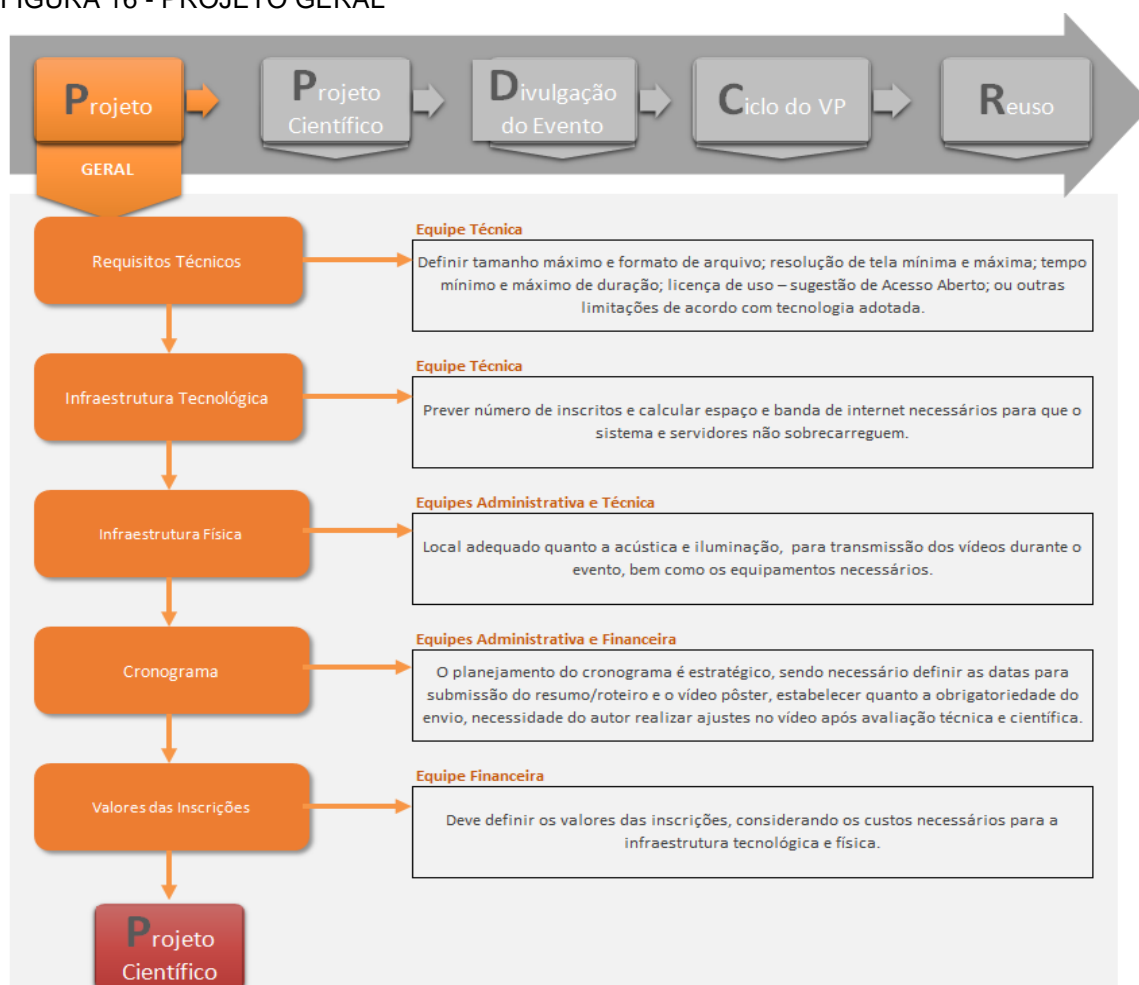 FIGURA 16 - PROJETO GERAL
Projeto
Projeto
Científico
Divulgação
do Evento
Ciclo do VP
Reuso
GERAL
Requisitos Técnicos
Equipe Técnica
Definir tamanho máximo e formato de arquivo; resolução de tela mínima e máxima; tempo
mínimo e máximo de duração; licença de uso – sugestão de Acesso Aberto; ou outras
limitações de acordo com tecnologia adotada.
Infraestrutura Tecnológica
Equipe Técnica
Prever número de inscritos e calcular espaço e banda de internet necessários para que o
sistema e servidores não sobrecarreguem.
Infraestrutura Física
Equipes Administrativa e Técnica
Local adequado quanto a acústica e iluminação, para transmissão dos vídeos durante o
evento, bem como os equipamentos necessários.
Cronograma
Equipes Administrativa e Financeira
O planejamento do cronograma é estratégico, sendo necessário definir as datas para
submissão do resumo/roteiro e o vídeo pôster, estabelecer quanto a obrigatoriedade do
envio, necessidade do autor realizar ajustes no vídeo após avaliação técnica e científica.
Valores das Inscrições
Equipe Financeira
Deve definir os valores das inscrições, considerando os custos necessários para a
infraestrutura tecnológica e física.
Projeto
Científico